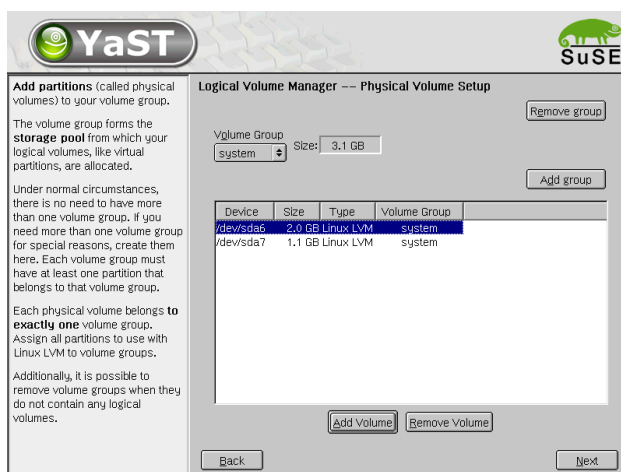 YaST
SuSE
Add partitions (called physical
volumes) to your volume group.
The volume group forms the
storage pool from which your
logical volumes, like virtual
partitions, are allocated.
Under normal circumstances,
there is no need to have more
than one volume group. If you
need more than one volume group
for special reasons, create them
here. Each volume group must
have at least one partition that
belongs to that volume group.
Each physical volume belongs to
exactly one volume group.
Assign all partitions to use with
Linux LVM to volume groups.
Additionally, it is possible to
remove volume groups when they
do not contain any logical
volumes.
Logical Volume Manager -- Physical Volume Setup
Remove group
Volume Group
system Size: 3.1 GB
Add group
Device Size Type Volume Group
/dev/sda6 2.0 GB Linux LVM system
/dev/sda7 1.1 GB Linux LVM system
Add Volume Remove Volume
Back Next